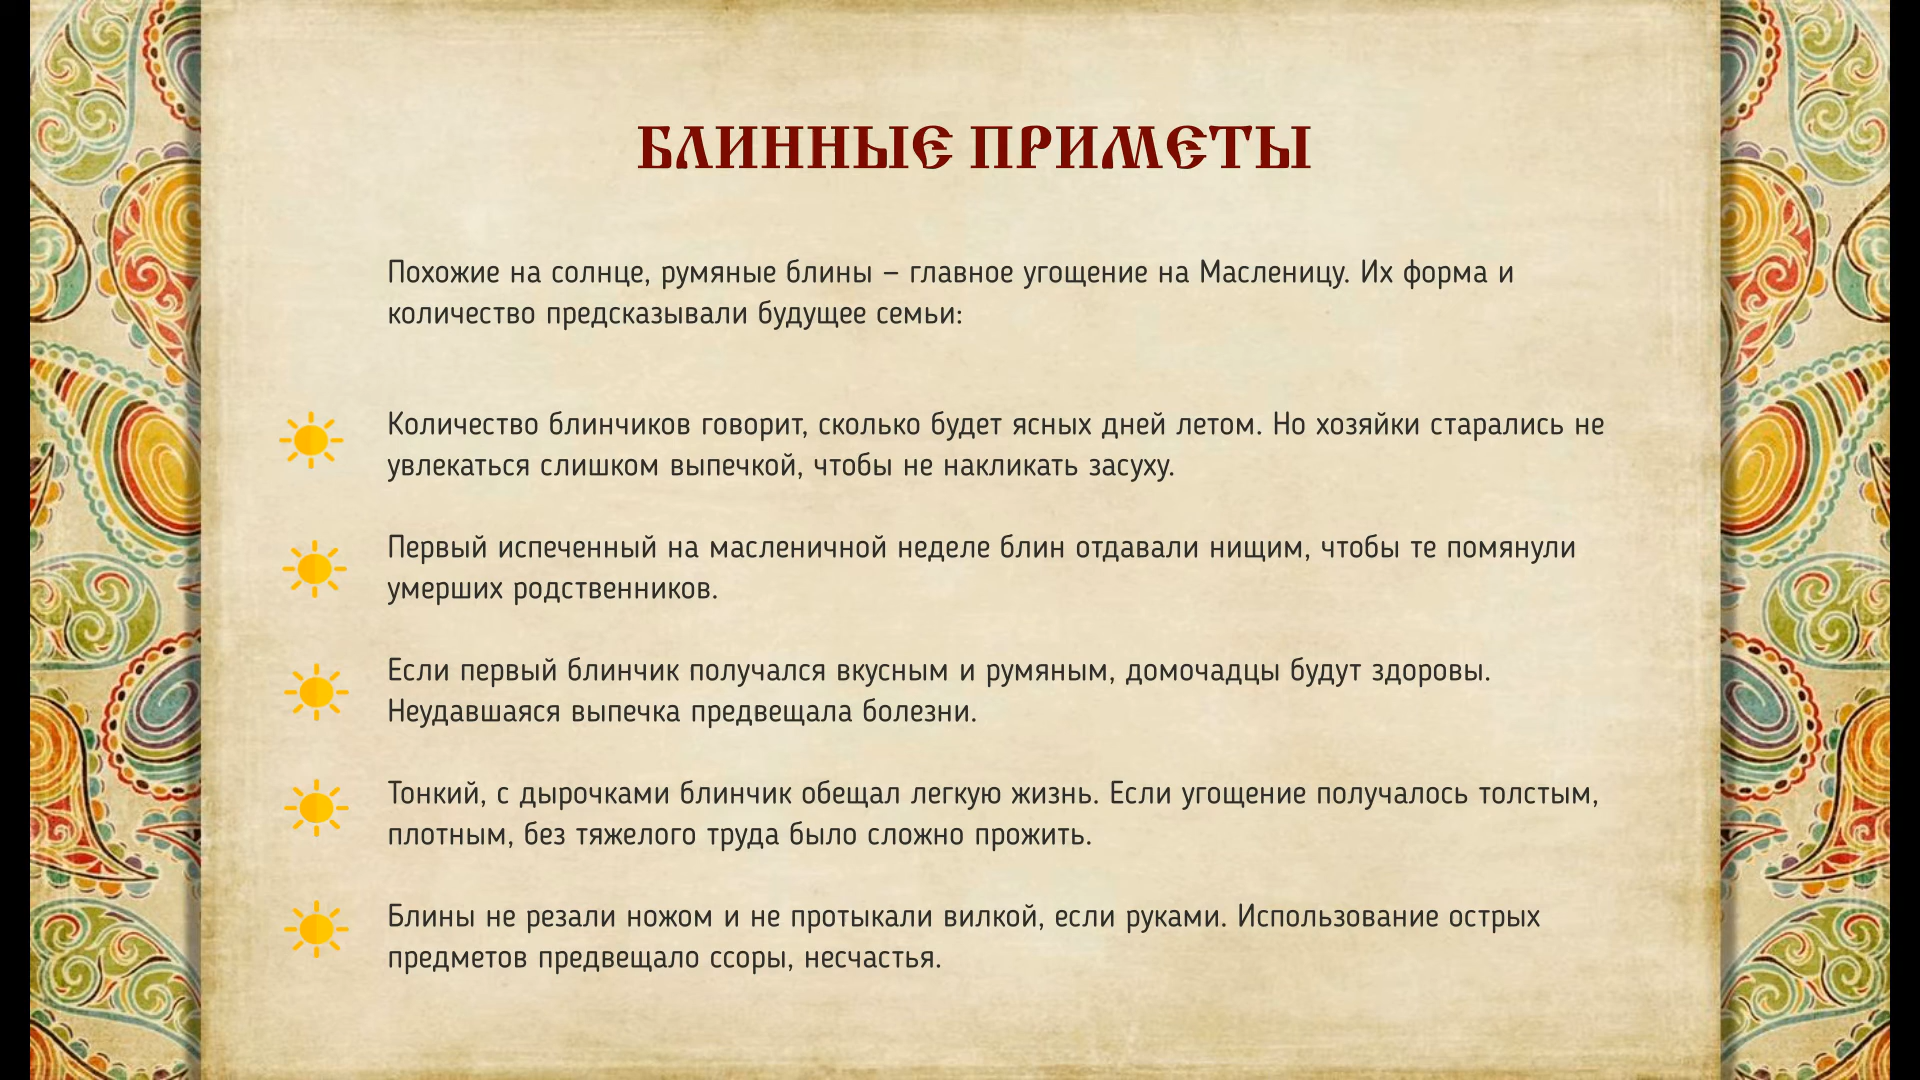 БЛИННЫЕ ПРИМЕТЫ
Похожие на солнце, румяные блины – главное угощение на Масленицу. Их форма и
количество предсказывали будущее семьи:
Количество блинчиков говорит, сколько будет ясных дней летом. Но хозяйки старались не
увлекаться слишком выпечкой, чтобы не накликать засуху.
Первый испеченный на масленичной неделе блин отдавали нищим, чтобы те помянули
умерших родственников.
Если первый блинчик получался вкусным и румяным, домочадцы будут здоровы.
Неудавшаяся выпечка предвещала болезни.
Тонкий, с дырочками блинчик обещал легкую жизнь. Если угощение получалось толстым,
плотным, без тяжелого труда было сложно прожить.
Блины не резали ножом и не протыкали вилкой, если руками. Использование острых
предметов предвещало ссоры, несчастья.